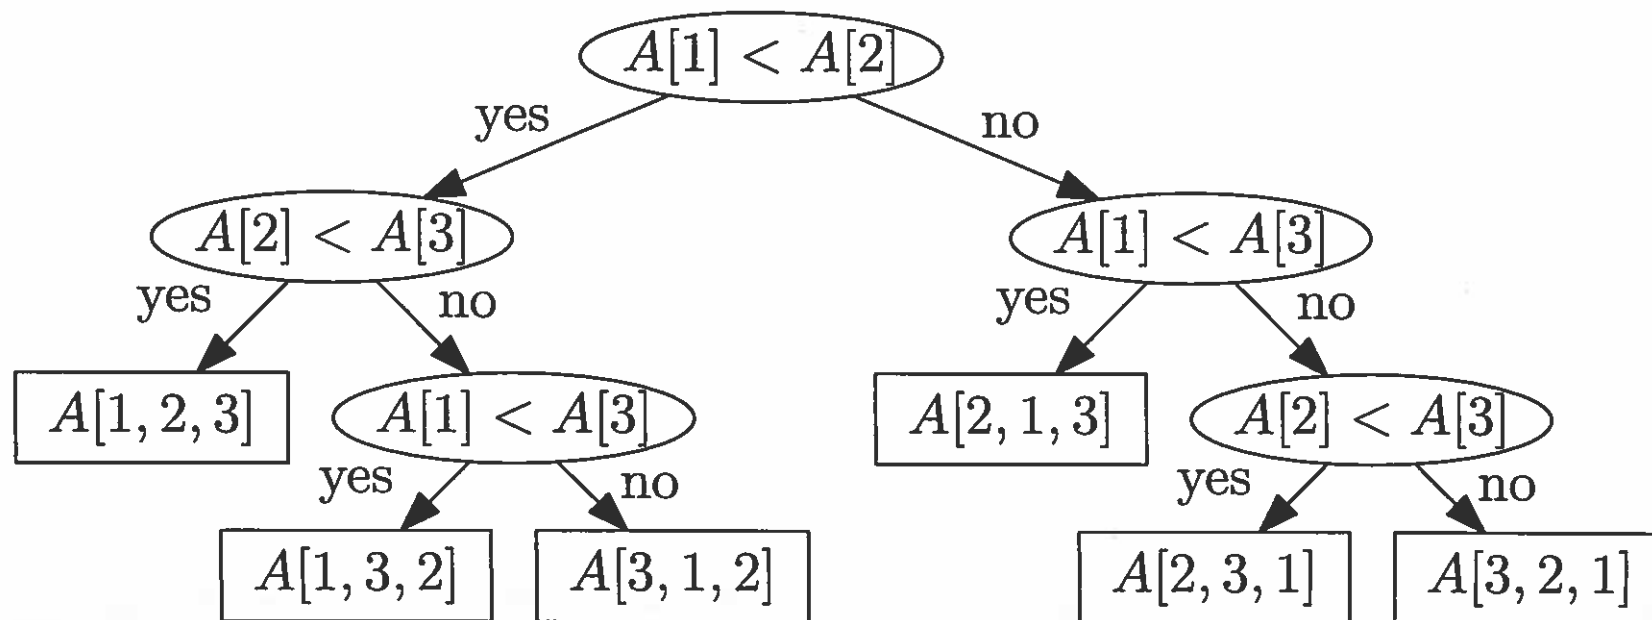 A[1] < A[2]
yes
no
A[2] < A[3]
A[1] < A[3]
yes
no
yes
no
A[1, 2, 3]
A[1] < A[3]
A[2, 1, 3]
A[2] < A[3]
yes
no
yes
no
A[1, 3, 2]
A[3, 1, 2]
A[2, 3, 1]
A[3, 2, 1]